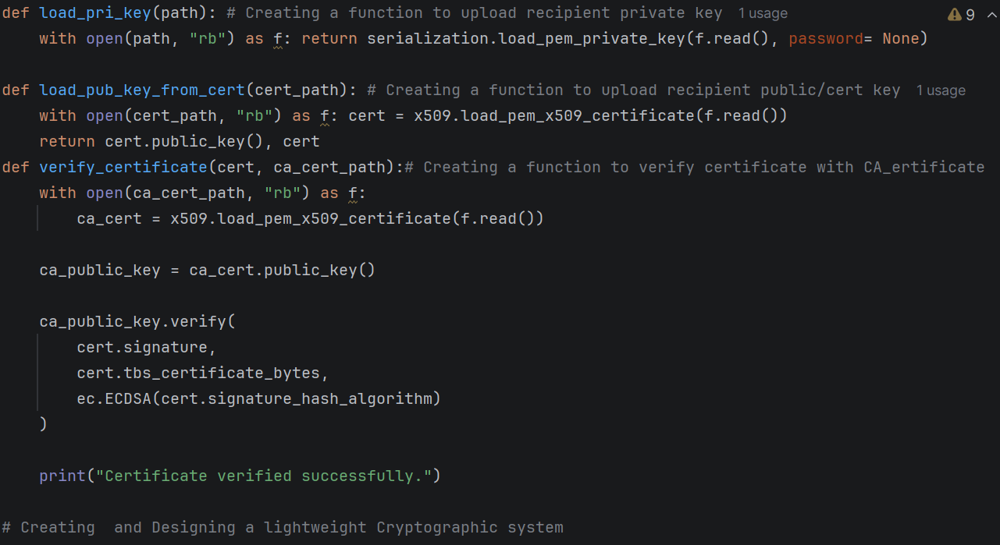 def load_pri_key(path): # Creating a function to upload recipient private key 1 usage 9
    with open(path, "rb") as f: return serialization.load_pem_private_key(f.read(), password= None)
def load_pub_key_from_cert(cert_path): # Creating a function to upload recipient public/cert key 1 usage
    with open(cert_path, "rb") as f: cert = x509.load_pem_x509_certificate(f.read())
    return cert.public_key(), cert
def verify_certificate(cert, ca_cert_path):# Creating a function to verify certificate with CA_ertificate
    with open(ca_cert_path, "rb") as f:
        ca_cert = x509.load_pem_x509_certificate(f.read())
    ca_public_key = ca_cert.public_key()
    ca_public_key.verify(
        cert.signature,
        cert.tbs_certificate_bytes,
        ec.ECDSA(cert.signature_hash_algorithm)
    )
    print("Certificate verified successfully.")
# Creating  and Designing a lightweight Cryptographic system